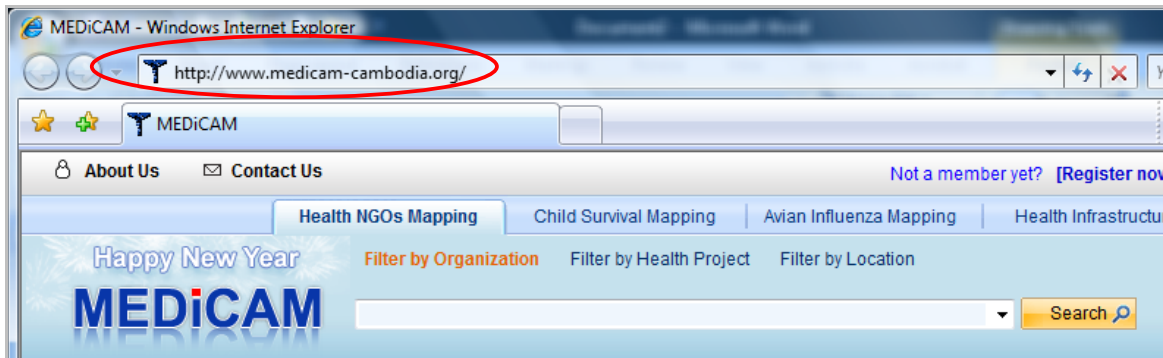 MEDiCAM - Windows Internet Explorer
http://www.medicam-cambodia.org/
MEDiCAM
About Us Contact Us Not a member yet? [Register now
Health NGOs Mapping Child Survival Mapping Avian Influenza Mapping Health Infrastructu
Happy New Year Filter by Organization Filter by Health Project Filter by Location
MEDiCAM
Search